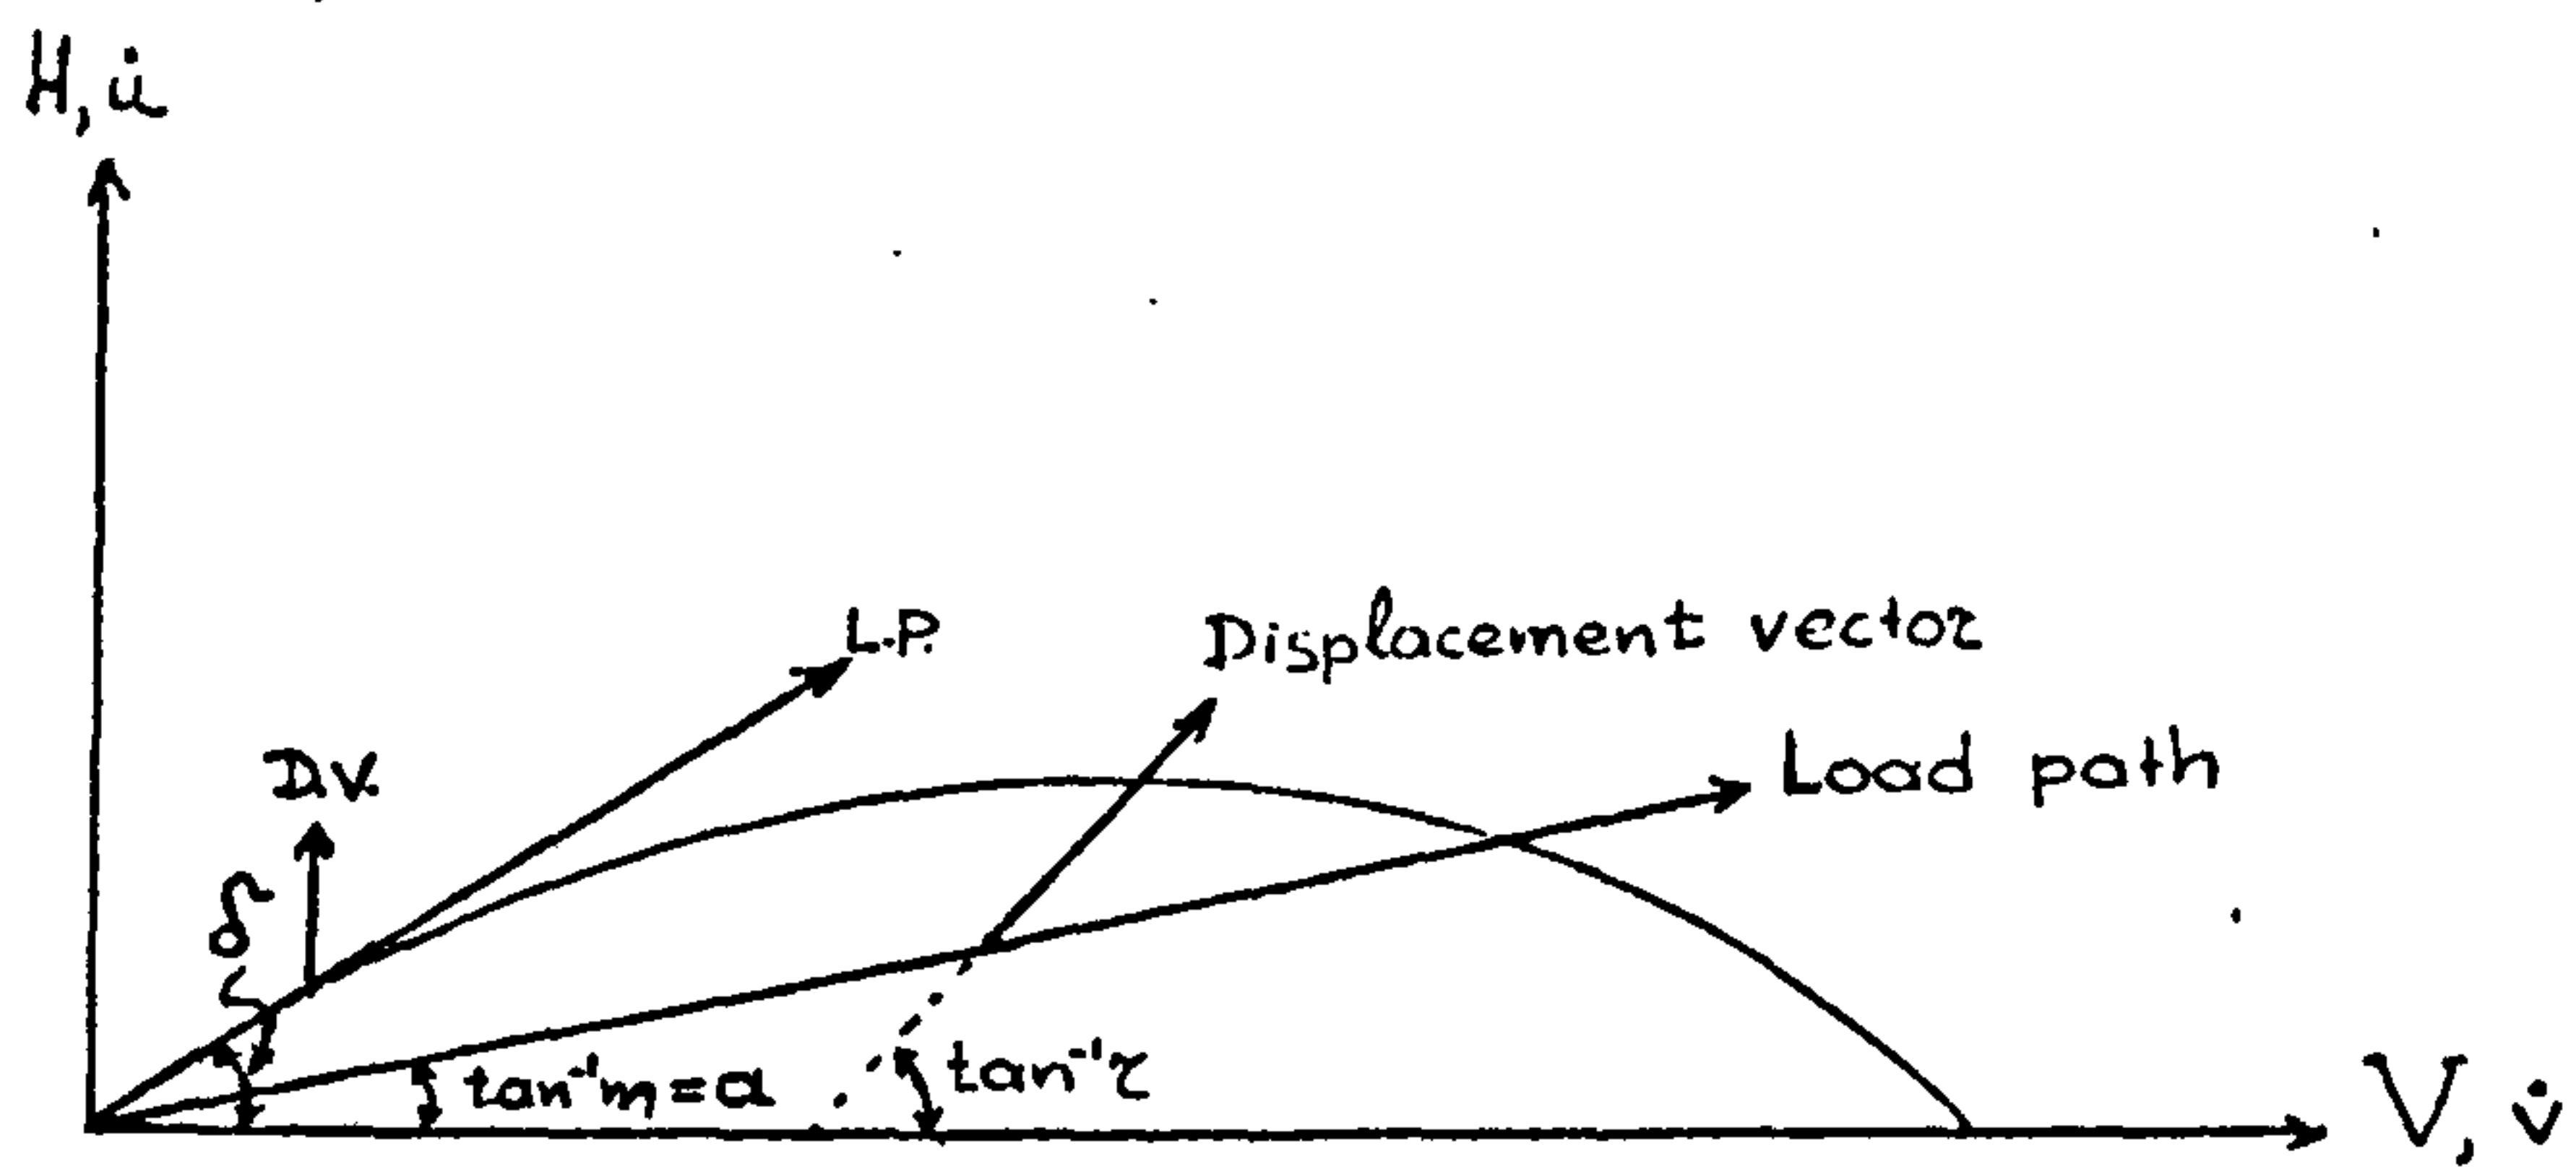 H, u̇
L.P.
Displacement vector
D.V.
Load path
δ
tan⁻¹m = a
tan⁻¹r
V, v̇